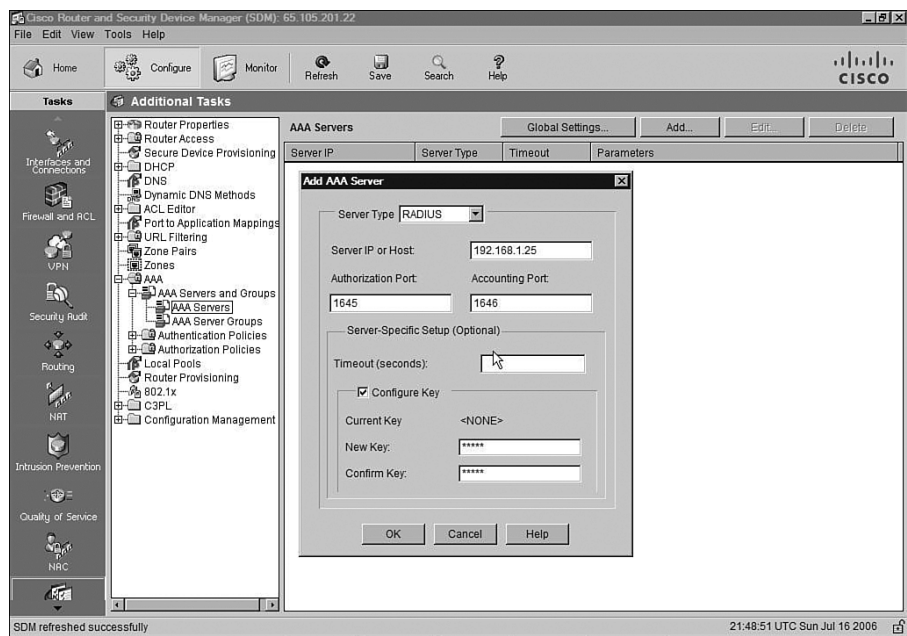 Cisco Router and Security Device Manager (SDM): 65.105.201.22
File Edit View Tools Help
Home Configure Monitor Refresh Save Search Help
CISCO
Tasks
Additional Tasks
Interfaces and Connections
Firewall and ACL
VPN
Security Audit
Routing
NAT
Intrusion Prevention
Quality of Service
NAC
Router Properties
Router Access
Secure Device Provisioning
DHCP
DNS
Dynamic DNS Methods
ACL Editor
Port to Application Mappings
URL Filtering
Zone Pairs
Zones
AAA
AAA Servers and Groups
AAA Servers
AAA Server Groups
Authentication Policies
Authorization Policies
Local Pools
Router Provisioning
802.1x
C3PL
Configuration Management
AAA Servers Global Settings... Add... Edit... Delete
Server IP Server Type Timeout Parameters
Add AAA Server
Server Type RADIUS
Server IP or Host: 192.168.1.25
Authorization Port: Accounting Port:
1645 1646
Server-Specific Setup (Optional)
Timeout (seconds):
Configure Key
Current Key <NONE>
New Key: *****
Confirm Key: *****
OK Cancel Help
SDM refreshed successfully 21:48:51 UTC Sun Jul 16 2006